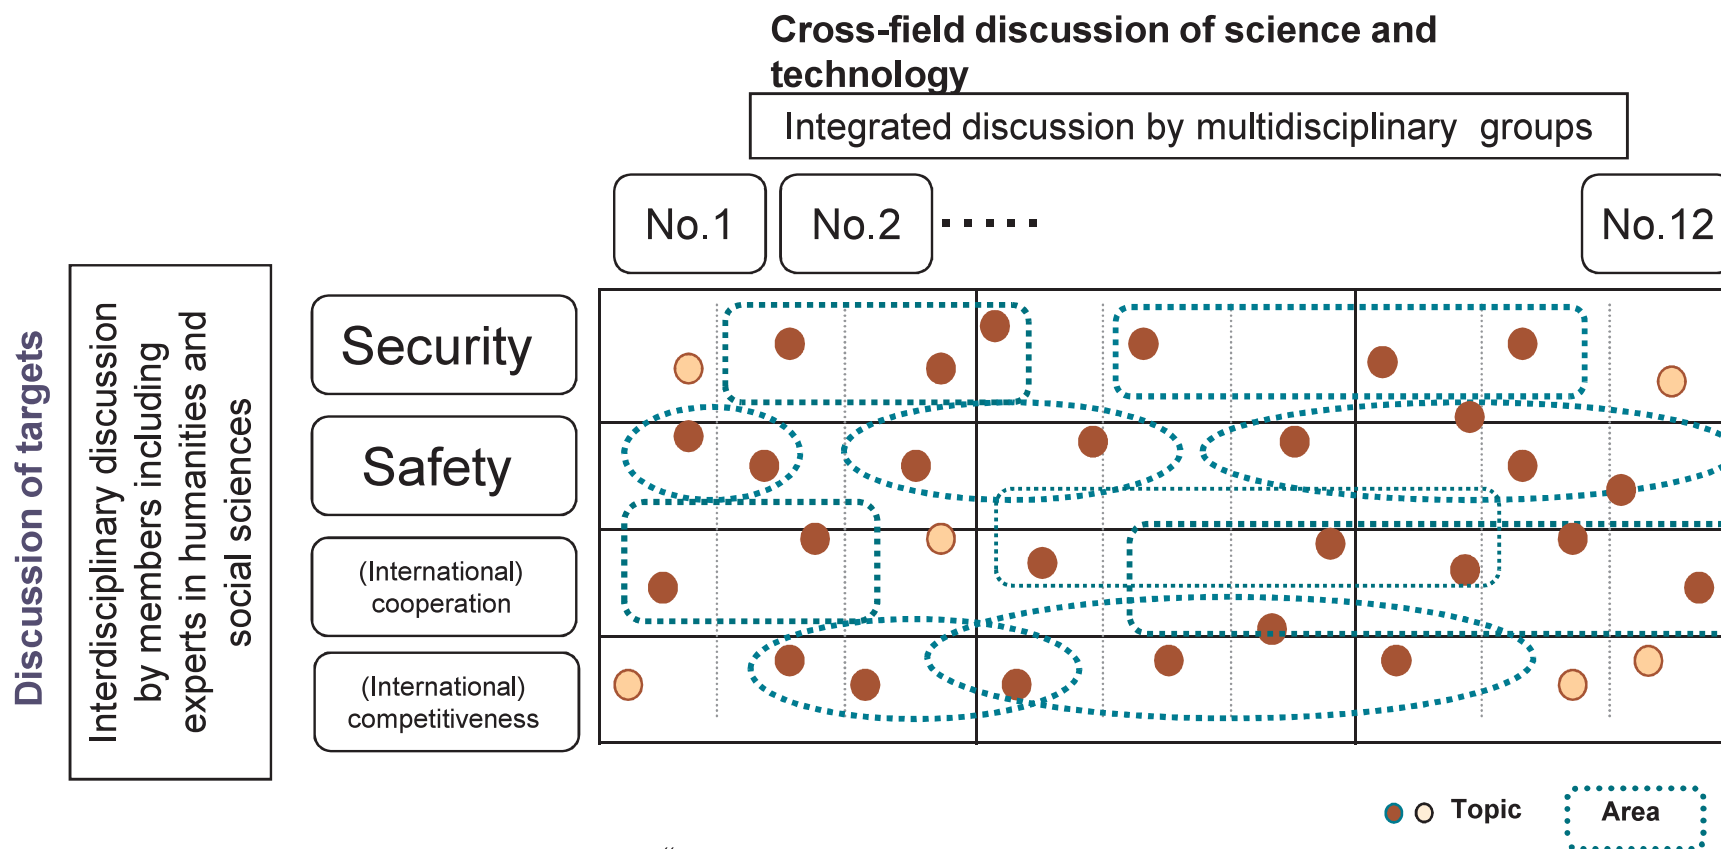 Cross-field discussion of science and
technology
Integrated discussion by multidisciplinary groups
No.1
No.2
.....
No.12
Discussion of targets
Interdisciplinary discussion
by members including
experts in humanities and
social sciences
Security
Safety
(International)
cooperation
(International)
competitiveness
Topic
Area
“